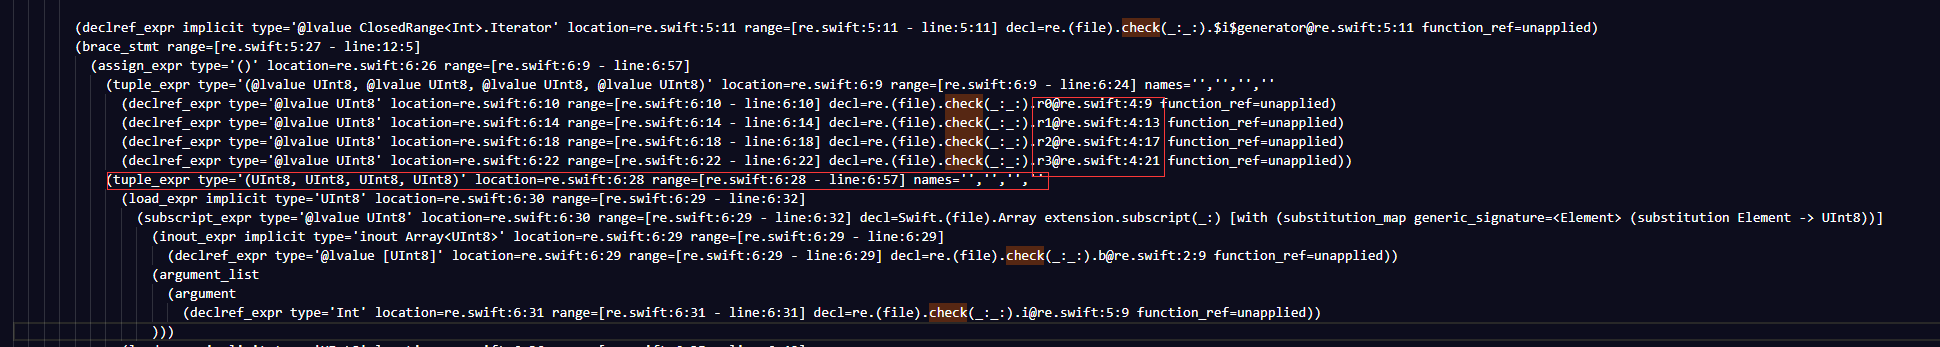 (declref_expr implicit type='@lvalue ClosedRange<Int>.Iterator' location=re.swift:5:11 range=[re.swift:5:11 - line:5:11] decl=re.(file).check(_:_:).$i$generator@re.swift:5:11 function_ref=unapplied)
(brace_stmt range=[re.swift:5:27 - line:12:5]
(assign_expr type='()' location=re.swift:6:26 range=[re.swift:6:9 - line:6:57]
(tuple_expr type='(@lvalue UInt8, @lvalue UInt8, @lvalue UInt8, @lvalue UInt8)' location=re.swift:6:9 range=[re.swift:6:9 - line:6:24] names='','','',''
(declref_expr type='@lvalue UInt8' location=re.swift:6:10 range=[re.swift:6:10 - line:6:10] decl=re.(file).check(_:_:).r0@re.swift:4:9 function_ref=unapplied)
(declref_expr type='@lvalue UInt8' location=re.swift:6:14 range=[re.swift:6:14 - line:6:14] decl=re.(file).check(_:_:).r1@re.swift:4:13 function_ref=unapplied)
(declref_expr type='@lvalue UInt8' location=re.swift:6:18 range=[re.swift:6:18 - line:6:18] decl=re.(file).check(_:_:).r2@re.swift:4:17 function_ref=unapplied)
(declref_expr type='@lvalue UInt8' location=re.swift:6:22 range=[re.swift:6:22 - line:6:22] decl=re.(file).check(_:_:).r3@re.swift:4:21 function_ref=unapplied))
(tuple_expr type='(UInt8, UInt8, UInt8, UInt8)' location=re.swift:6:28 range=[re.swift:6:28 - line:6:57] names='','','',''
(load_expr implicit type='UInt8' location=re.swift:6:30 range=[re.swift:6:29 - line:6:32]
(subscript_expr type='@lvalue UInt8' location=re.swift:6:30 range=[re.swift:6:29 - line:6:32] decl=Swift.(file).Array extension.subscript(_:) [with (substitution_map generic_signature=<Element> (substitution Element -> UInt8))]
(inout_expr implicit type='inout Array<UInt8>' location=re.swift:6:29 range=[re.swift:6:29 - line:6:29]
(declref_expr type='@lvalue [UInt8]' location=re.swift:6:29 range=[re.swift:6:29 - line:6:29] decl=re.(file).check(_:_:).b@re.swift:2:9 function_ref=unapplied))
(argument_list
(argument
(declref_expr type='Int' location=re.swift:6:31 range=[re.swift:6:31 - line:6:31] decl=re.(file).check(_:_:).i@re.swift:5:9 function_ref=unapplied))
)))